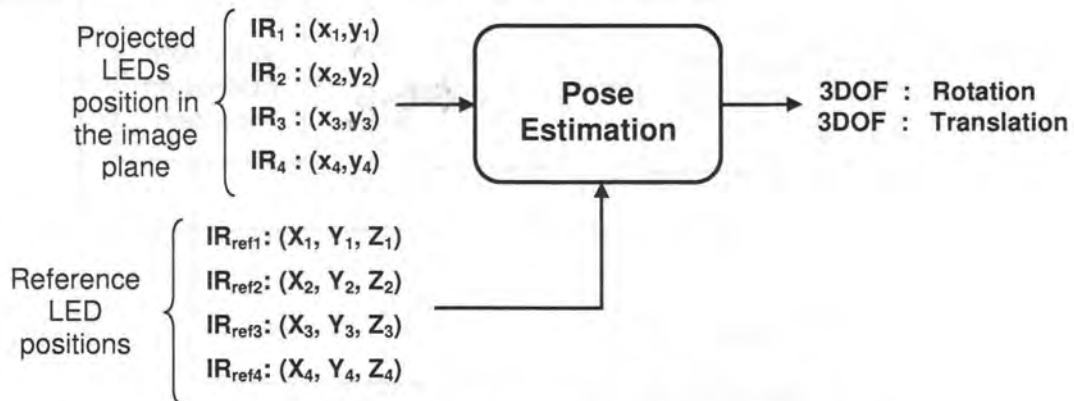 Projected
LEDs
position in
the image
plane
IR₁ : (x₁,y₁)
IR₂ : (x₂,y₂)
IR₃ : (x₃,y₃)
IR₄ : (x₄,y₄)
Pose
Estimation
3DOF : Rotation
3DOF : Translation
Reference
LED
positions
IRref1: (X₁, Y₁, Z₁)
IRref2: (X₂, Y₂, Z₂)
IRref3: (X₃, Y₃, Z₃)
IRref4: (X₄, Y₄, Z₄)